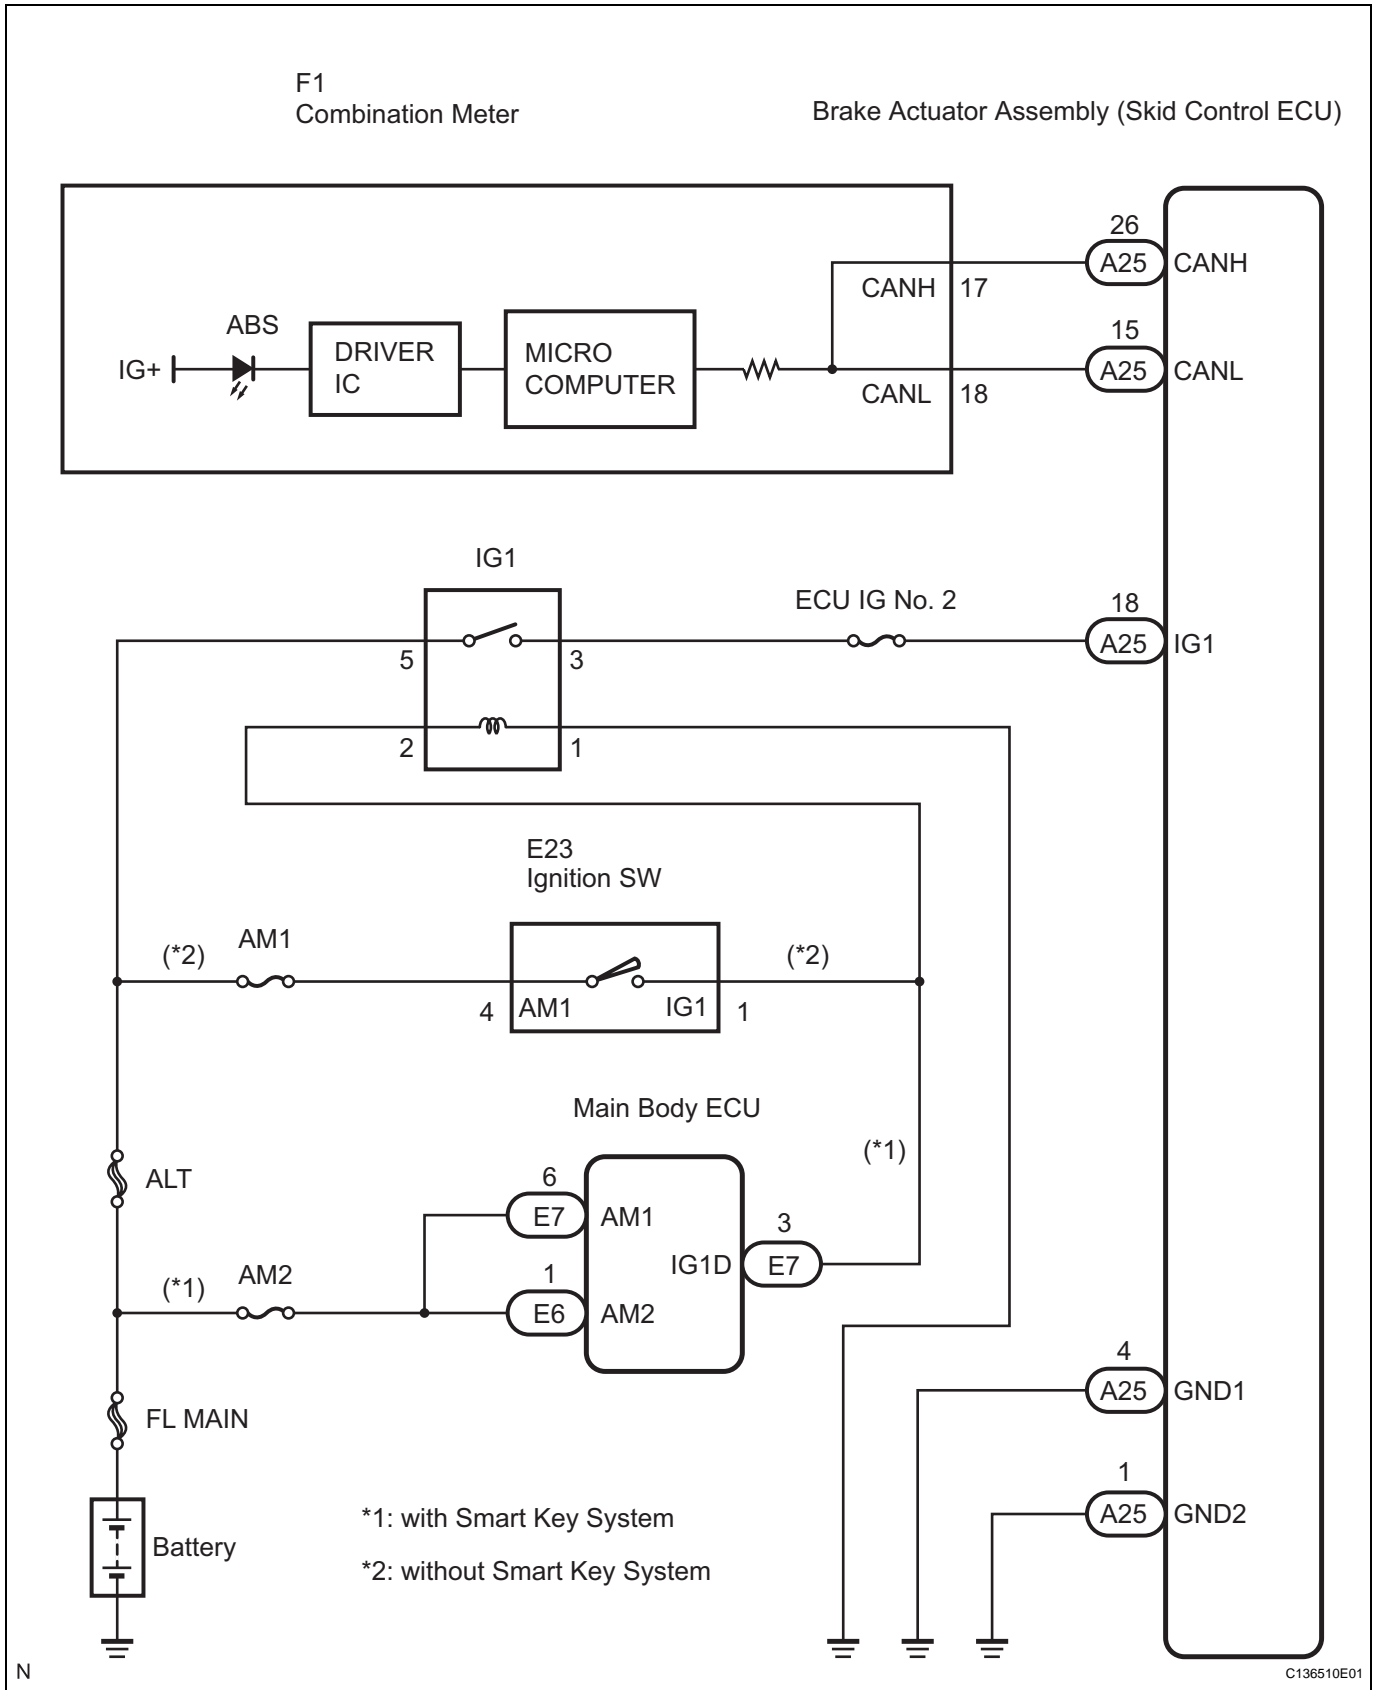 F1
Combination Meter
Brake Actuator Assembly (Skid Control ECU)
26
A25
CANH
CANH
17
ABS
IG+
DRIVER
IC
MICRO
COMPUTER
15
A25
CANL
CANL
18
IG1
5
3
2
1
ECU IG No. 2
18
A25
IG1
E23
Ignition SW
(*2)
AM1
4
AM1
IG1
1
(*2)
Main Body ECU
(*1)
ALT
6
E7
AM1
IG1D
3
E7
(*1)
AM2
1
E6
AM2
4
A25
GND1
FL MAIN
1
A25
GND2
Battery
*1: with Smart Key System
*2: without Smart Key System
N
C136510E01